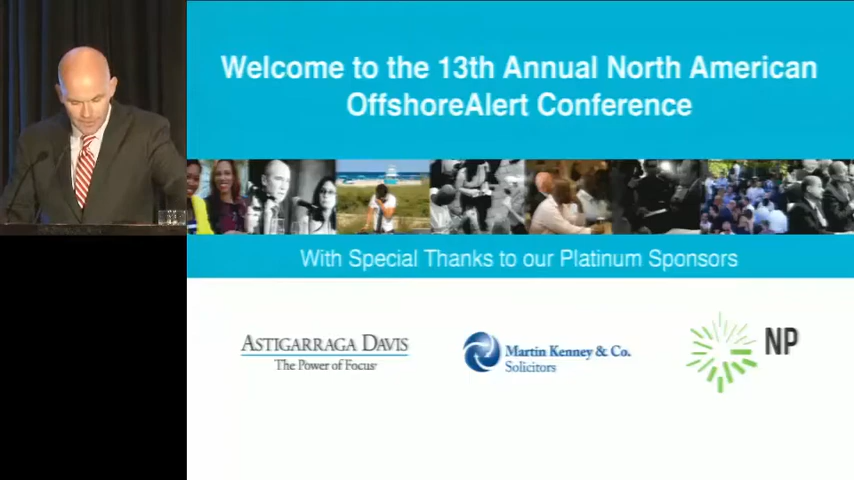 Welcome to the 13th Annual North American
OffshoreAlert Conference
With Special Thanks to our Platinum Sponsors
ASTIGARRAGA DAVIS
The Power of Focus
Martin Kenney & Co.
Solicitors
NP